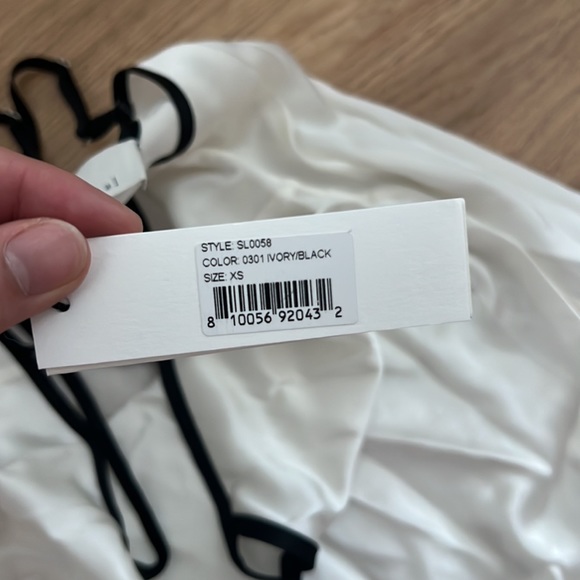 STYLE: SL0058
COLOR: 0301 IVORY/BLACK
SIZE: XS
8 10056 92043 2